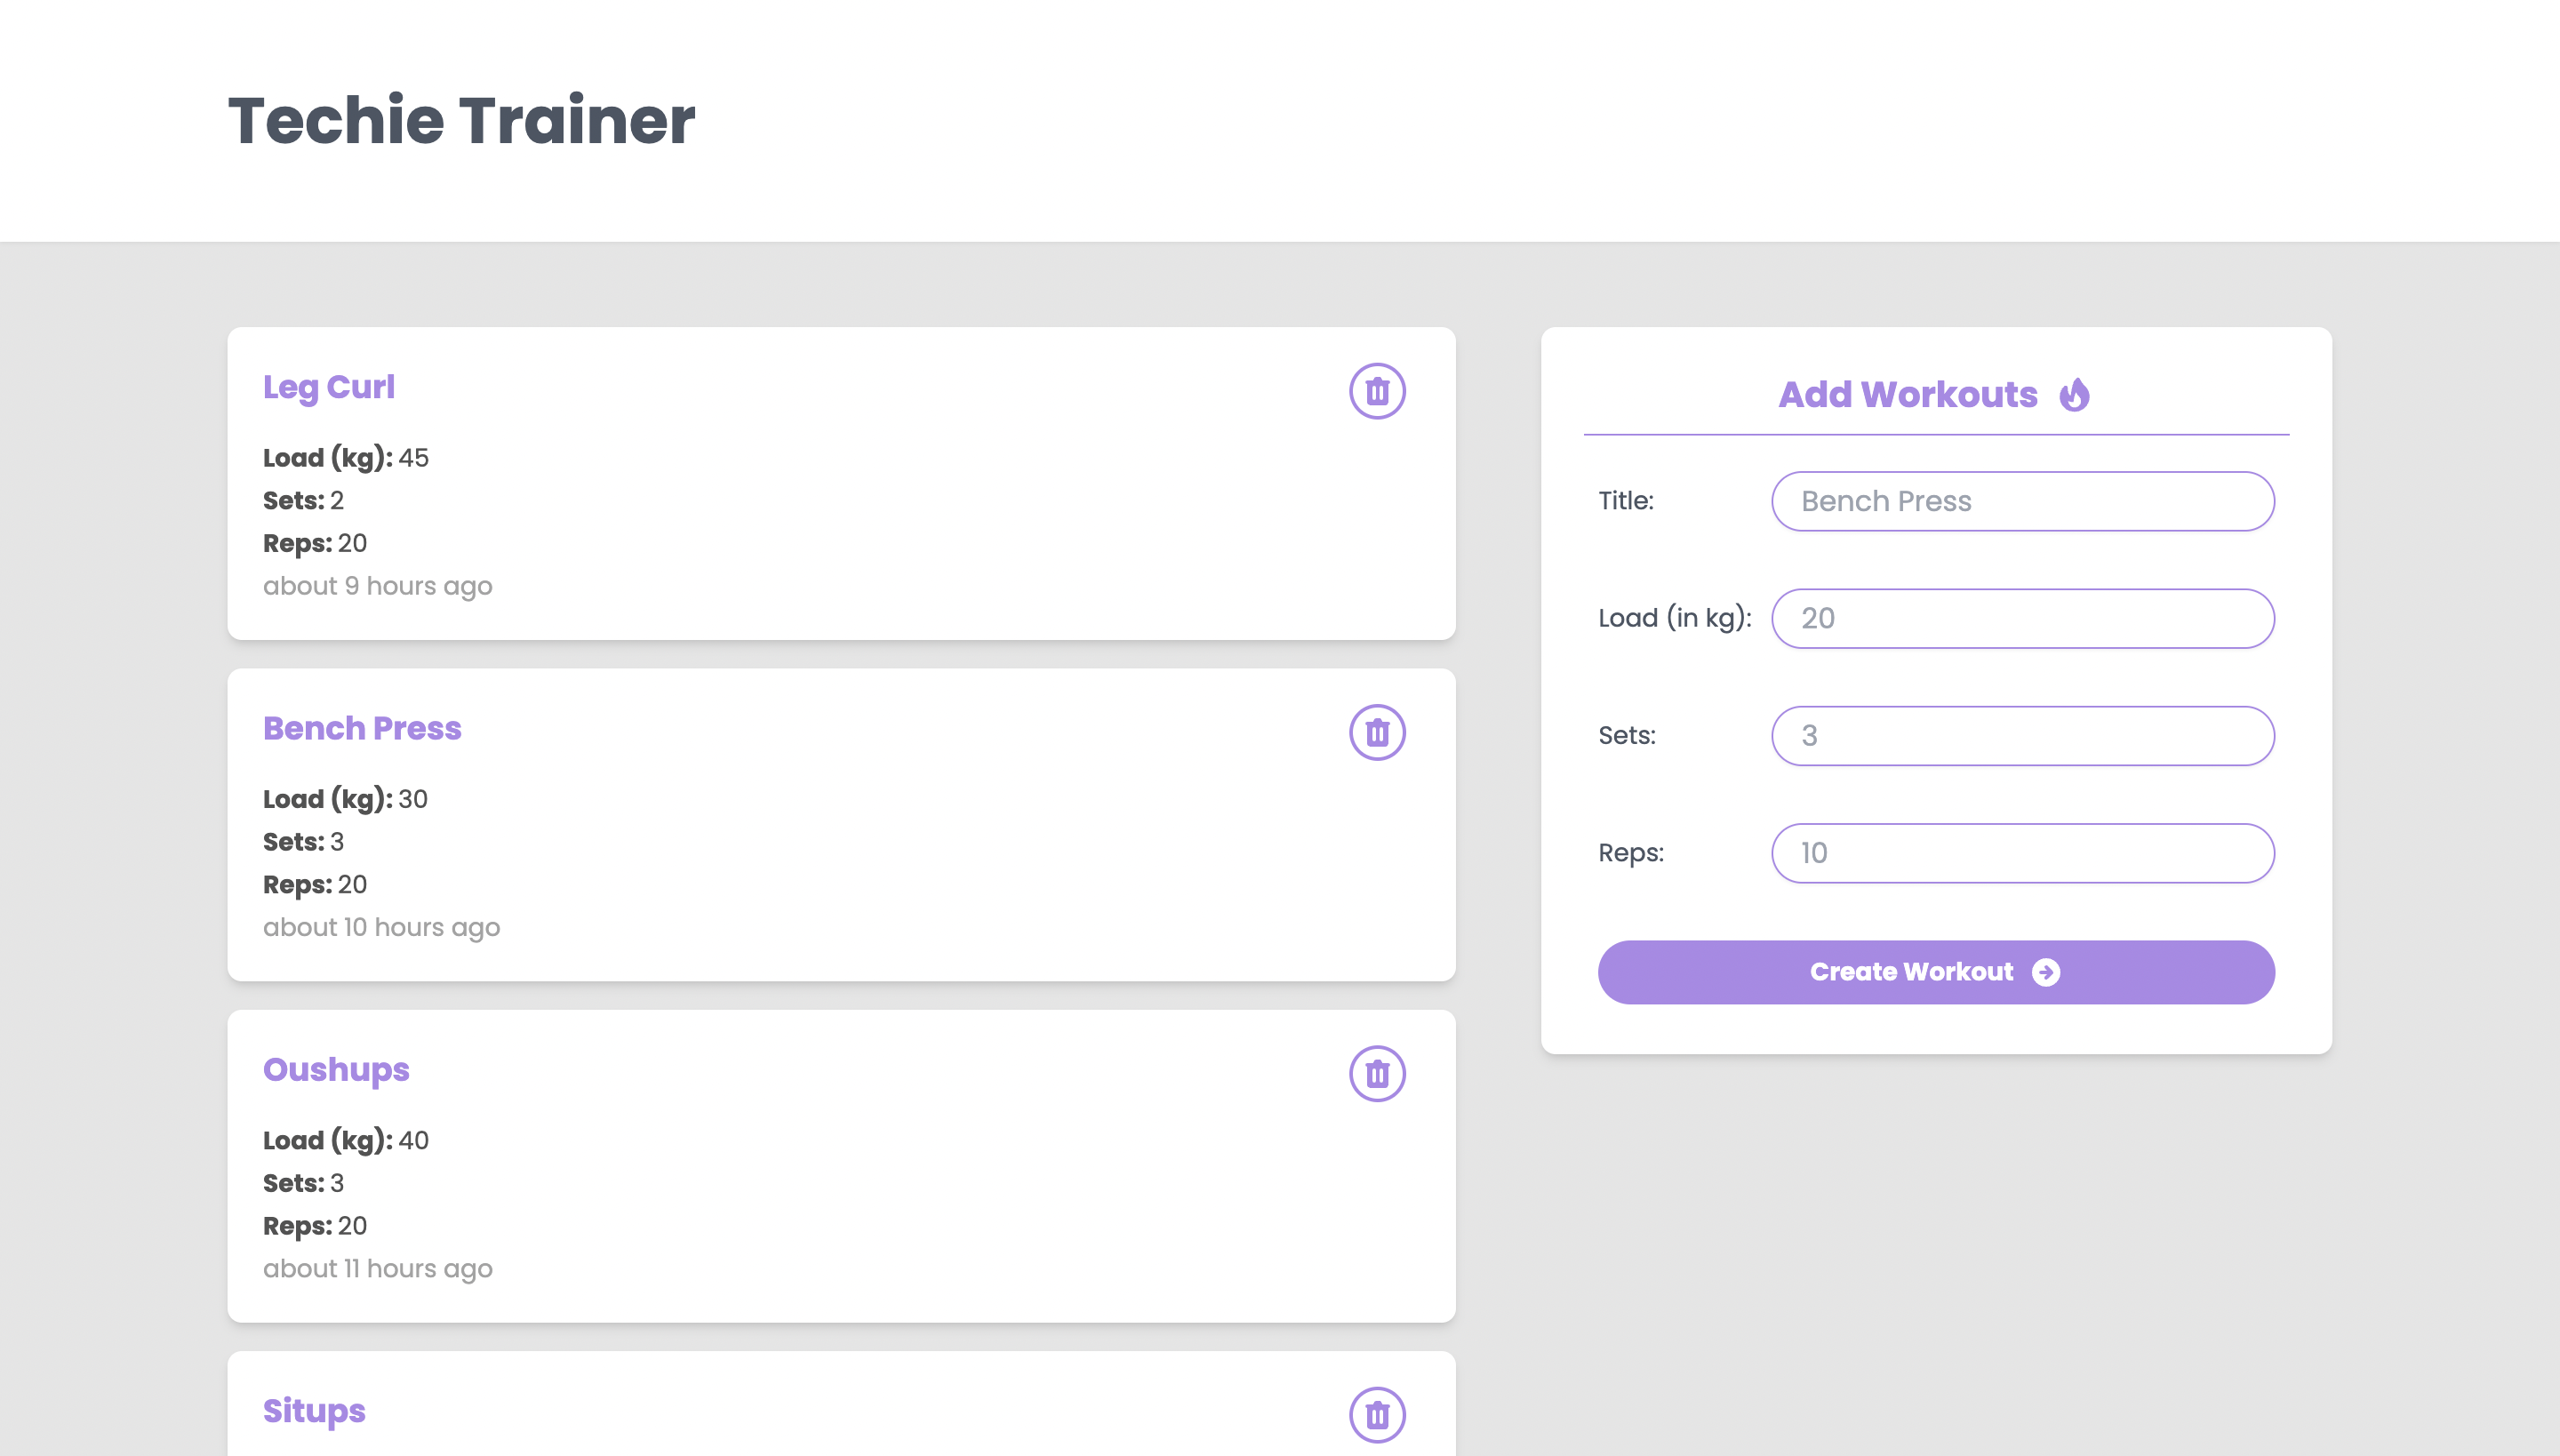 Techie Trainer
Leg Curl
Load (kg): 45
Sets: 2
Reps: 20
about 9 hours ago
Bench Press
Load (kg): 30
Sets: 3
Reps: 20
about 10 hours ago
Oushups
Load (kg): 40
Sets: 3
Reps: 20
about 11 hours ago
Situps
Add Workouts
Title: Bench Press
Load (in kg): 20
Sets: 3
Reps: 10
Create Workout